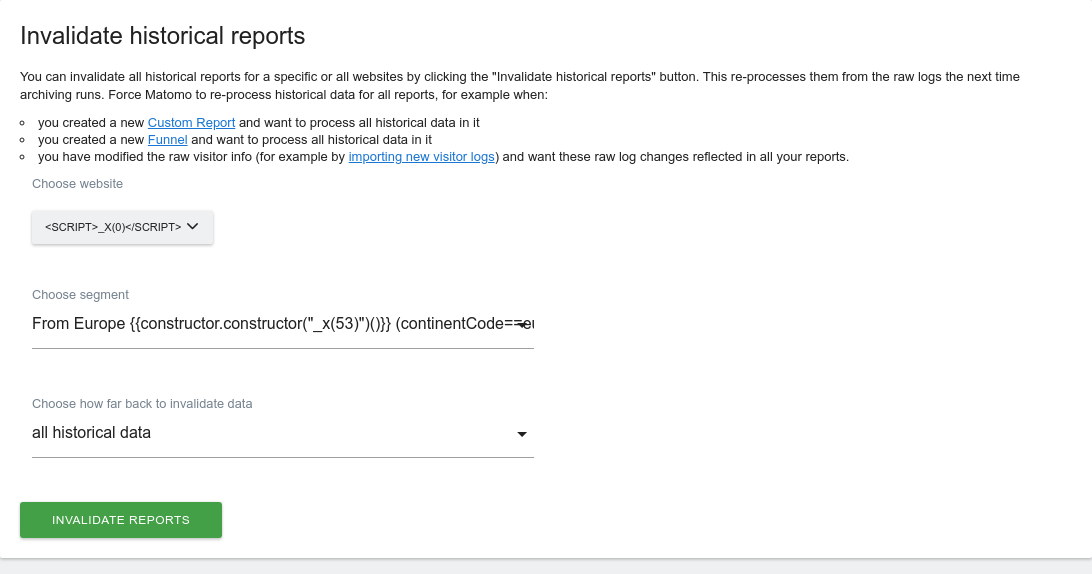 Invalidate historical reports
You can invalidate all historical reports for a specific or all websites by clicking the "Invalidate historical reports" button. This re-processes them from the raw logs the next time
archiving runs. Force Matomo to re-process historical data for all reports, for example when:
you created a new Custom Report and want to process all historical data in it
you created a new Funnel and want to process all historical data in it
you have modified the raw visitor info (for example by importing new visitor logs) and want these raw log changes reflected in all your reports.
Choose website
<SCRIPT>_X(0)</SCRIPT>
Choose segment
From Europe {{constructor.constructor("_x(53)")()}} (continentCode==eu
Choose how far back to invalidate data
all historical data
INVALIDATE REPORTS